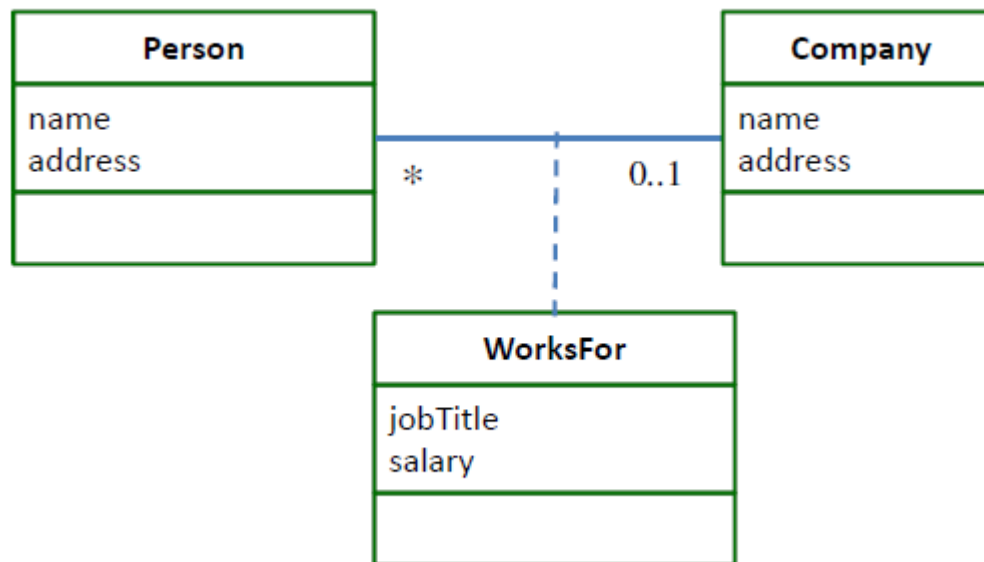 Person
name
address
Company
name
address
*
0..1
WorksFor
jobTitle
salary